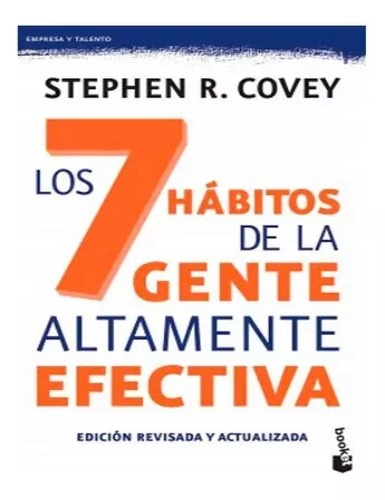 EMPRESA Y TALENTO
STEPHEN R. COVEY
LOS 7 HÁBITOS
DE LA
GENTE
ALTAMENTE
EFECTIVA
EDICIÓN REVISADA Y ACTUALIZADA
booket